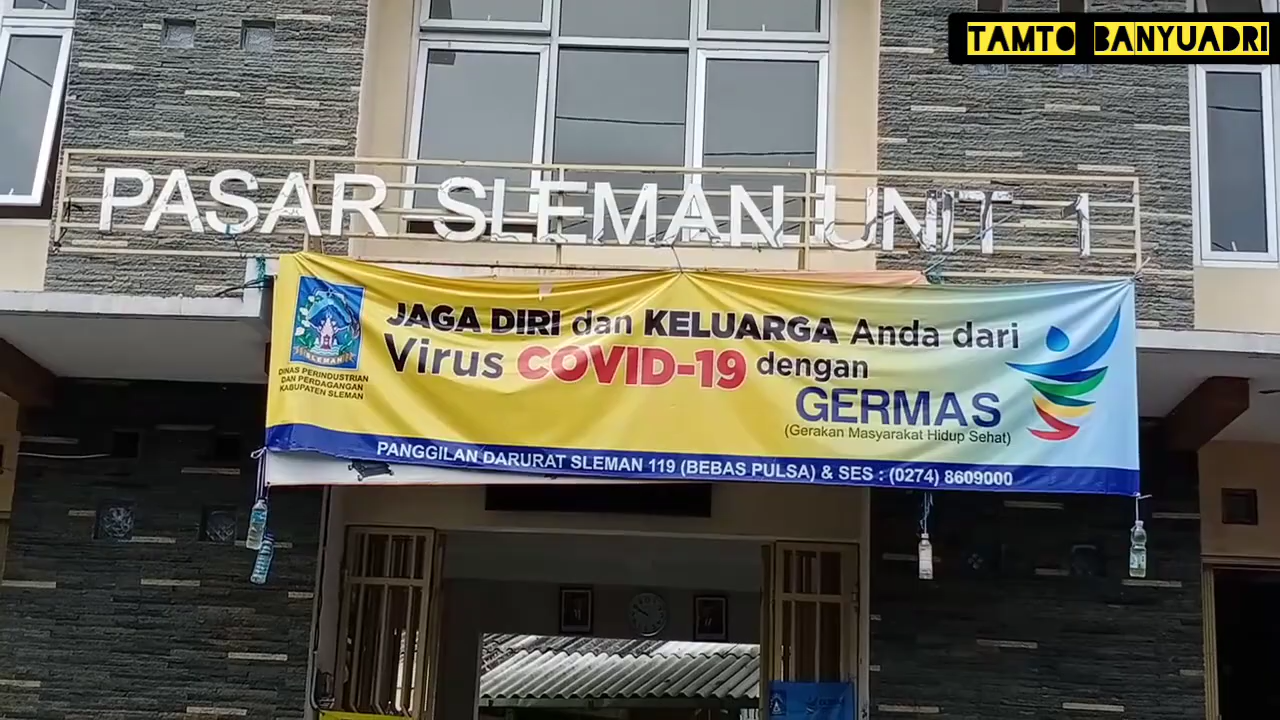 TAMTO BANYUADRI
PASAR SLEMAN UNIT 1
JAGA DIRI dan KELUARGA Anda dari
Virus COVID-19 dengan
GERMAS
(Gerakan Masyarakat Hidup Sehat)
SLEMAN
DINAS PERINDUSTRIAN
DAN PERDAGANGAN
KABUPATEN SLEMAN
PANGGILAN DARURAT SLEMAN 119 (BEBAS PULSA) & SES : (0274) 8609000